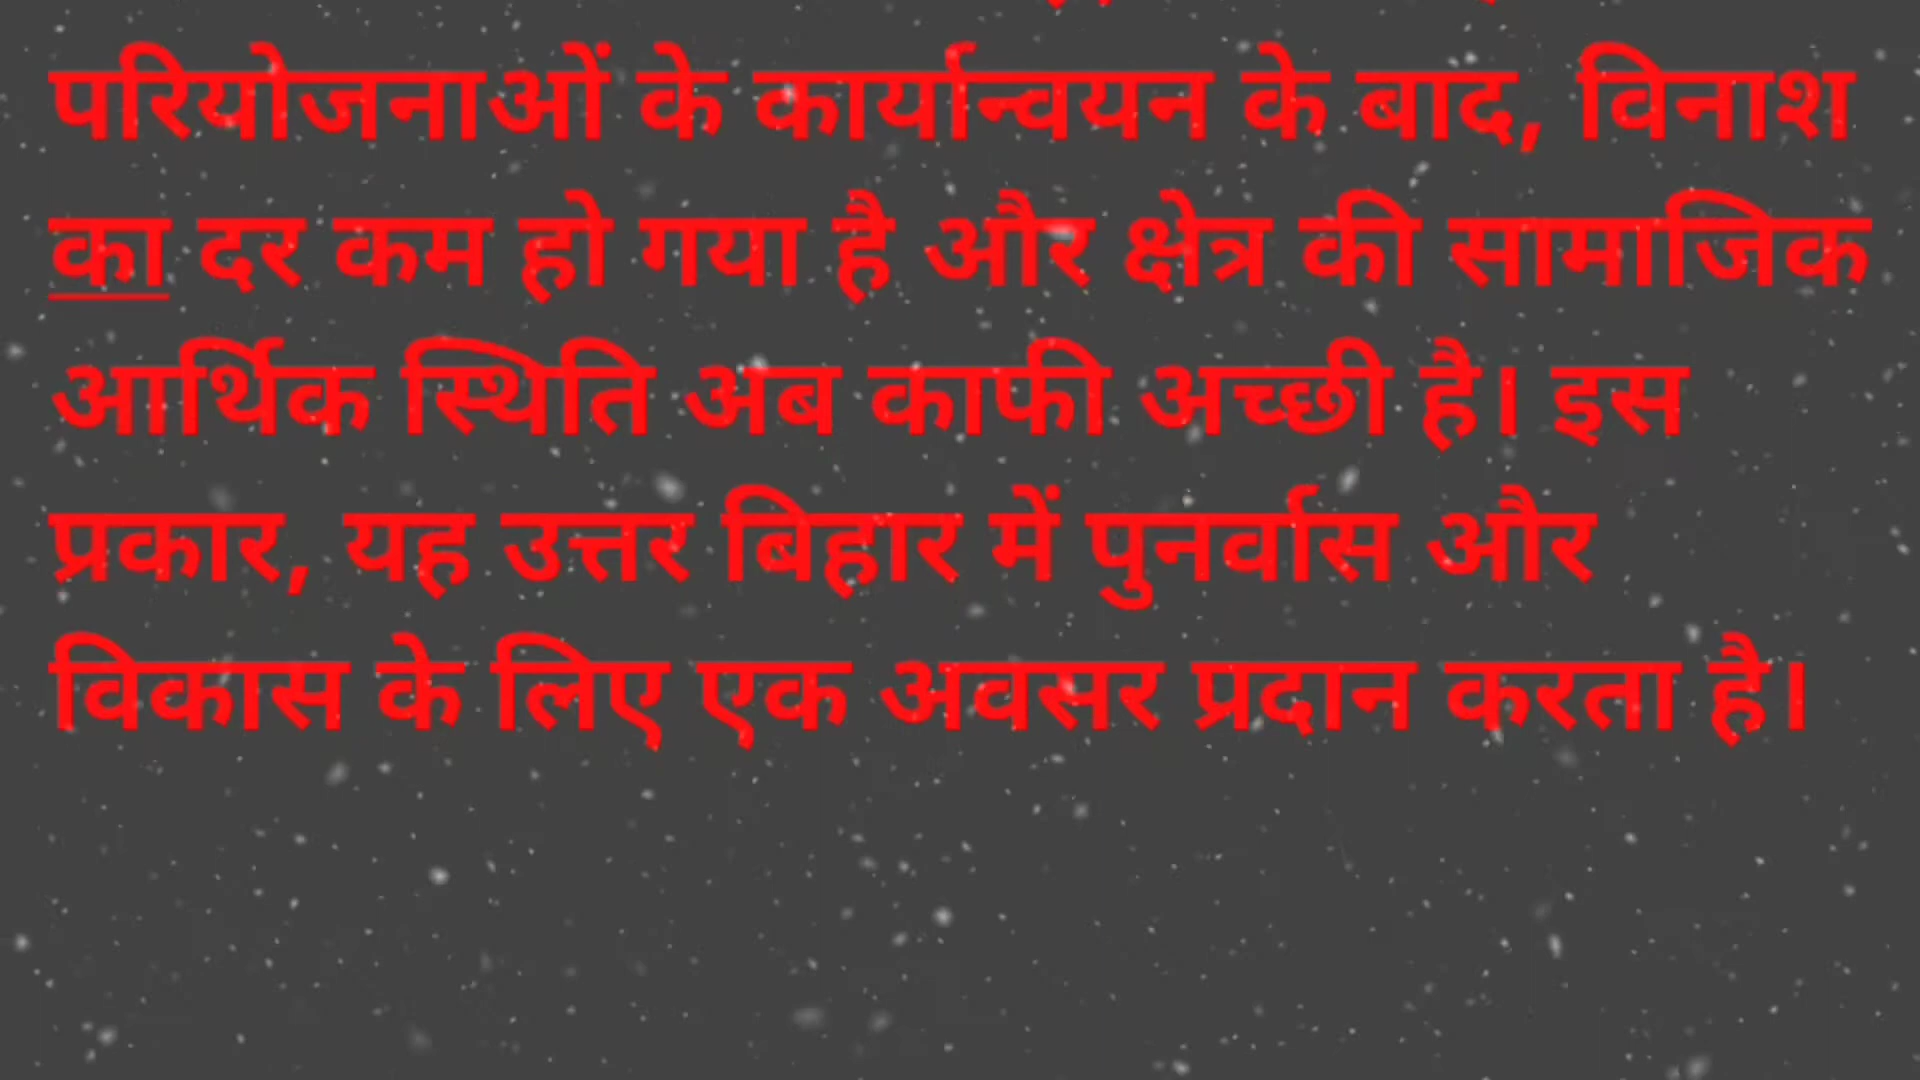 परियोजनाओं के कार्यान्वयन के बाद, विनाश
का दर कम हो गया है और क्षेत्र की सामाजिक
आर्थिक स्थिति अब काफी अच्छी है। इस
प्रकार, यह उत्तर बिहार में पुनर्वास और
विकास के लिए एक अवसर प्रदान करता है।